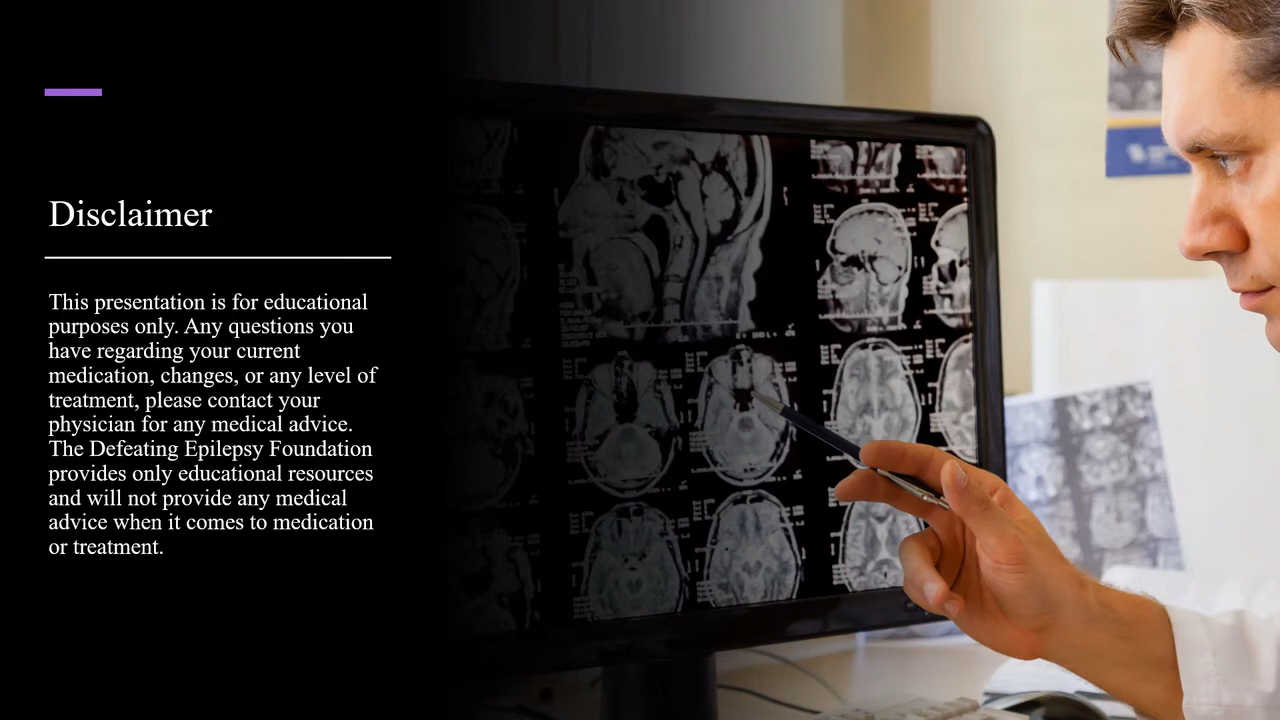 Disclaimer
This presentation is for educational
purposes only. Any questions you
have regarding your current
medication, changes, or any level of
treatment, please contact your
physician for any medical advice.
The Defeating Epilepsy Foundation
provides only educational resources
and will not provide any medical
advice when it comes to medication
or treatment.